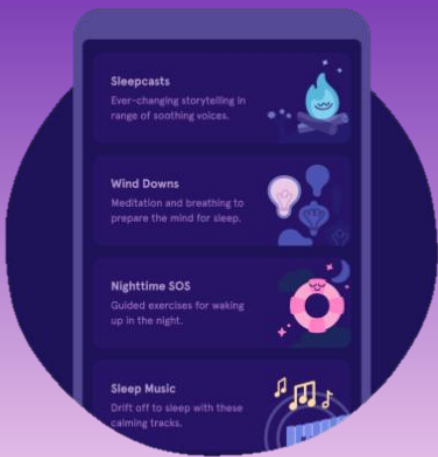 Sleepcasts
Ever-changing storytelling in
range of soothing voices.
Wind Downs
Meditation and breathing to
prepare the mind for sleep.
Nighttime SOS
Guided exercises for waking
up in the night.
Sleep Music
Drift off to sleep with these
calming tracks.